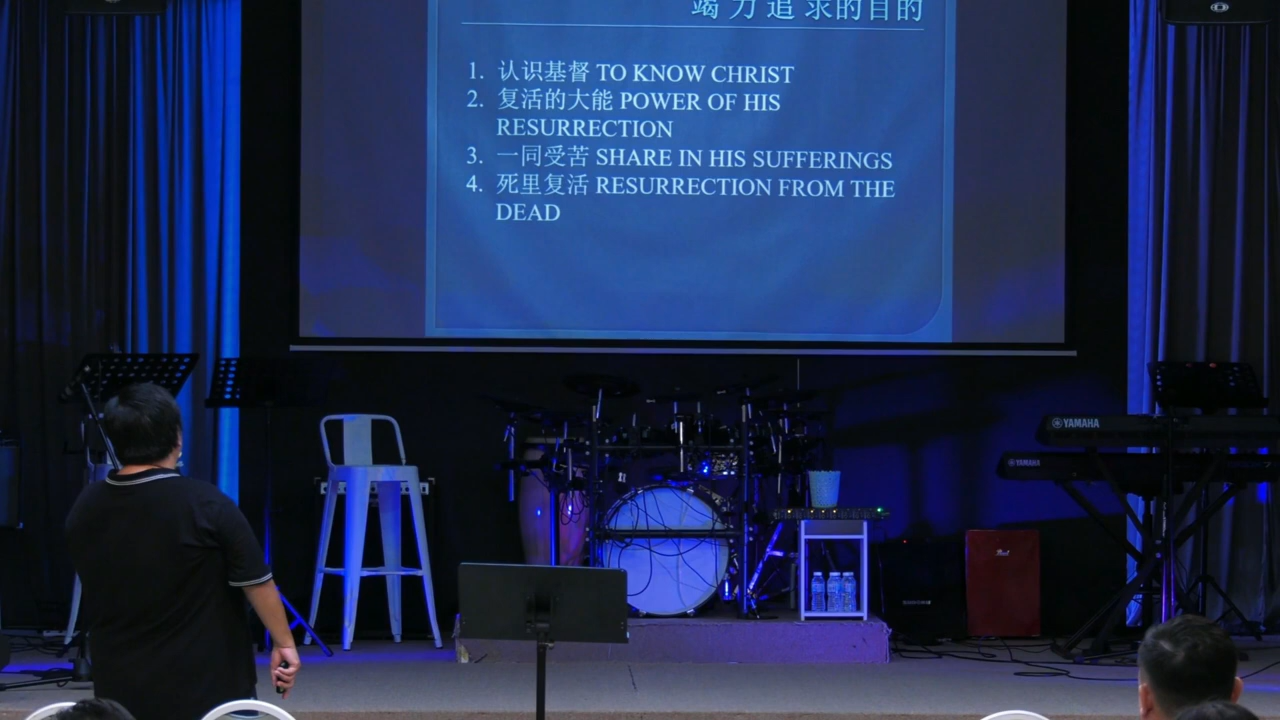 竭力追求的目的
1. 认识基督 TO KNOW CHRIST
2. 复活的大能 POWER OF HIS
RESURRECTION
3. 一同受苦 SHARE IN HIS SUFFERINGS
4. 死里复活 RESURRECTION FROM THE
DEAD
YAMAHA
YAMAHA
Pearl